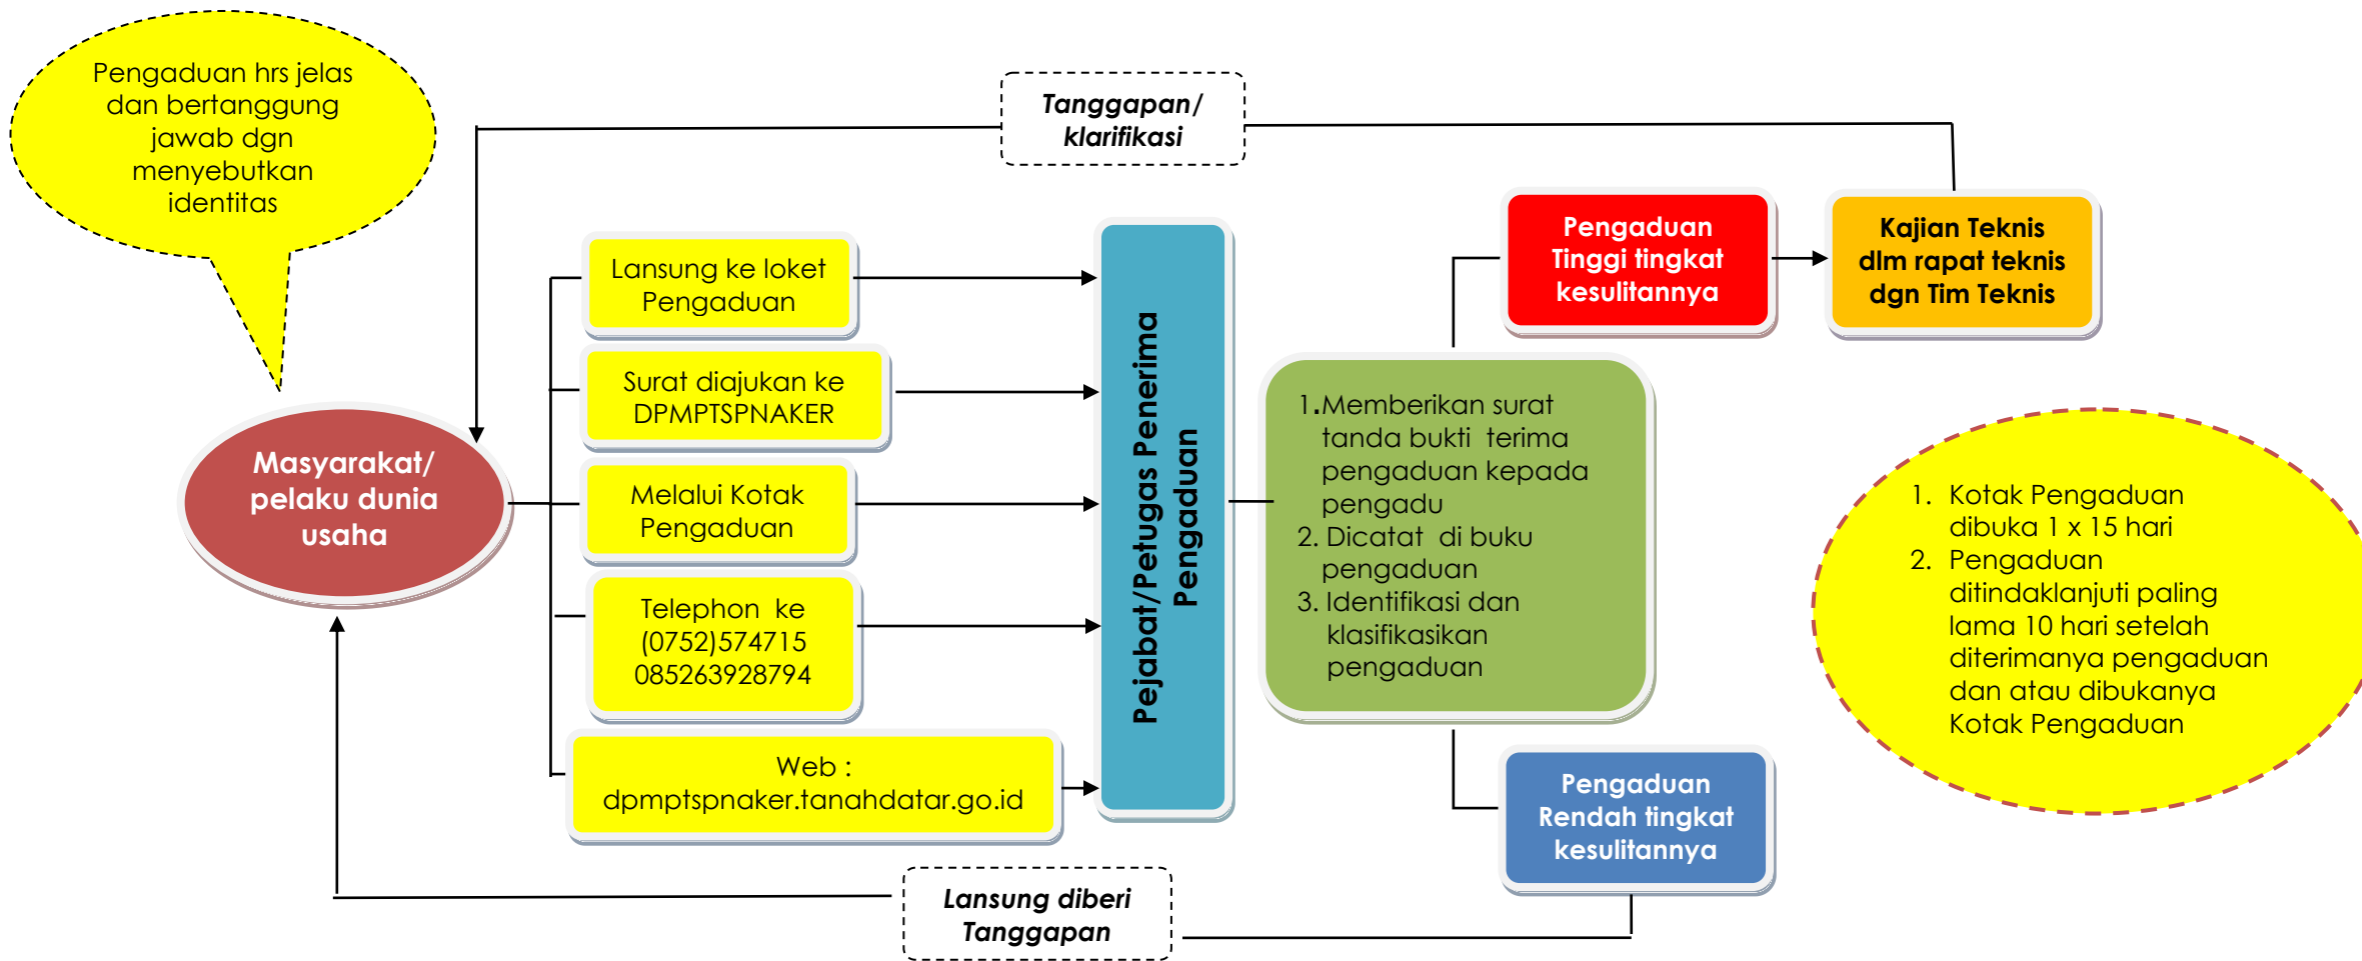 Pengaduan hrs jelas
dan bertanggung
jawab dgn
menyebutkan
identitas
Tanggapan/
klarifikasi
Masyarakat/
pelaku dunia
usaha
Lansung ke loket
Pengaduan
Surat diajukan ke
DPMPTSPNAKER
Melalui Kotak
Pengaduan
Telephon  ke
(0752)574715
085263928794
Web :
dpmptspnaker.tanahdatar.go.id
Pejabat/Petugas Penerima
Pengaduan
1.Memberikan surat
tanda bukti  terima
pengaduan kepada
pengadu
2. Dicatat  di buku
pengaduan
3. Identifikasi dan
klasifikasikan
pengaduan
Pengaduan
Tinggi tingkat
kesulitannya
Kajian Teknis
dlm rapat teknis
dgn Tim Teknis
Pengaduan
Rendah tingkat
kesulitannya
Lansung diberi
Tanggapan
1. Kotak Pengaduan
dibuka 1 x 15 hari
2. Pengaduan
ditindaklanjuti paling
lama 10 hari setelah
diterimanya pengaduan
dan atau dibukanya
Kotak Pengaduan